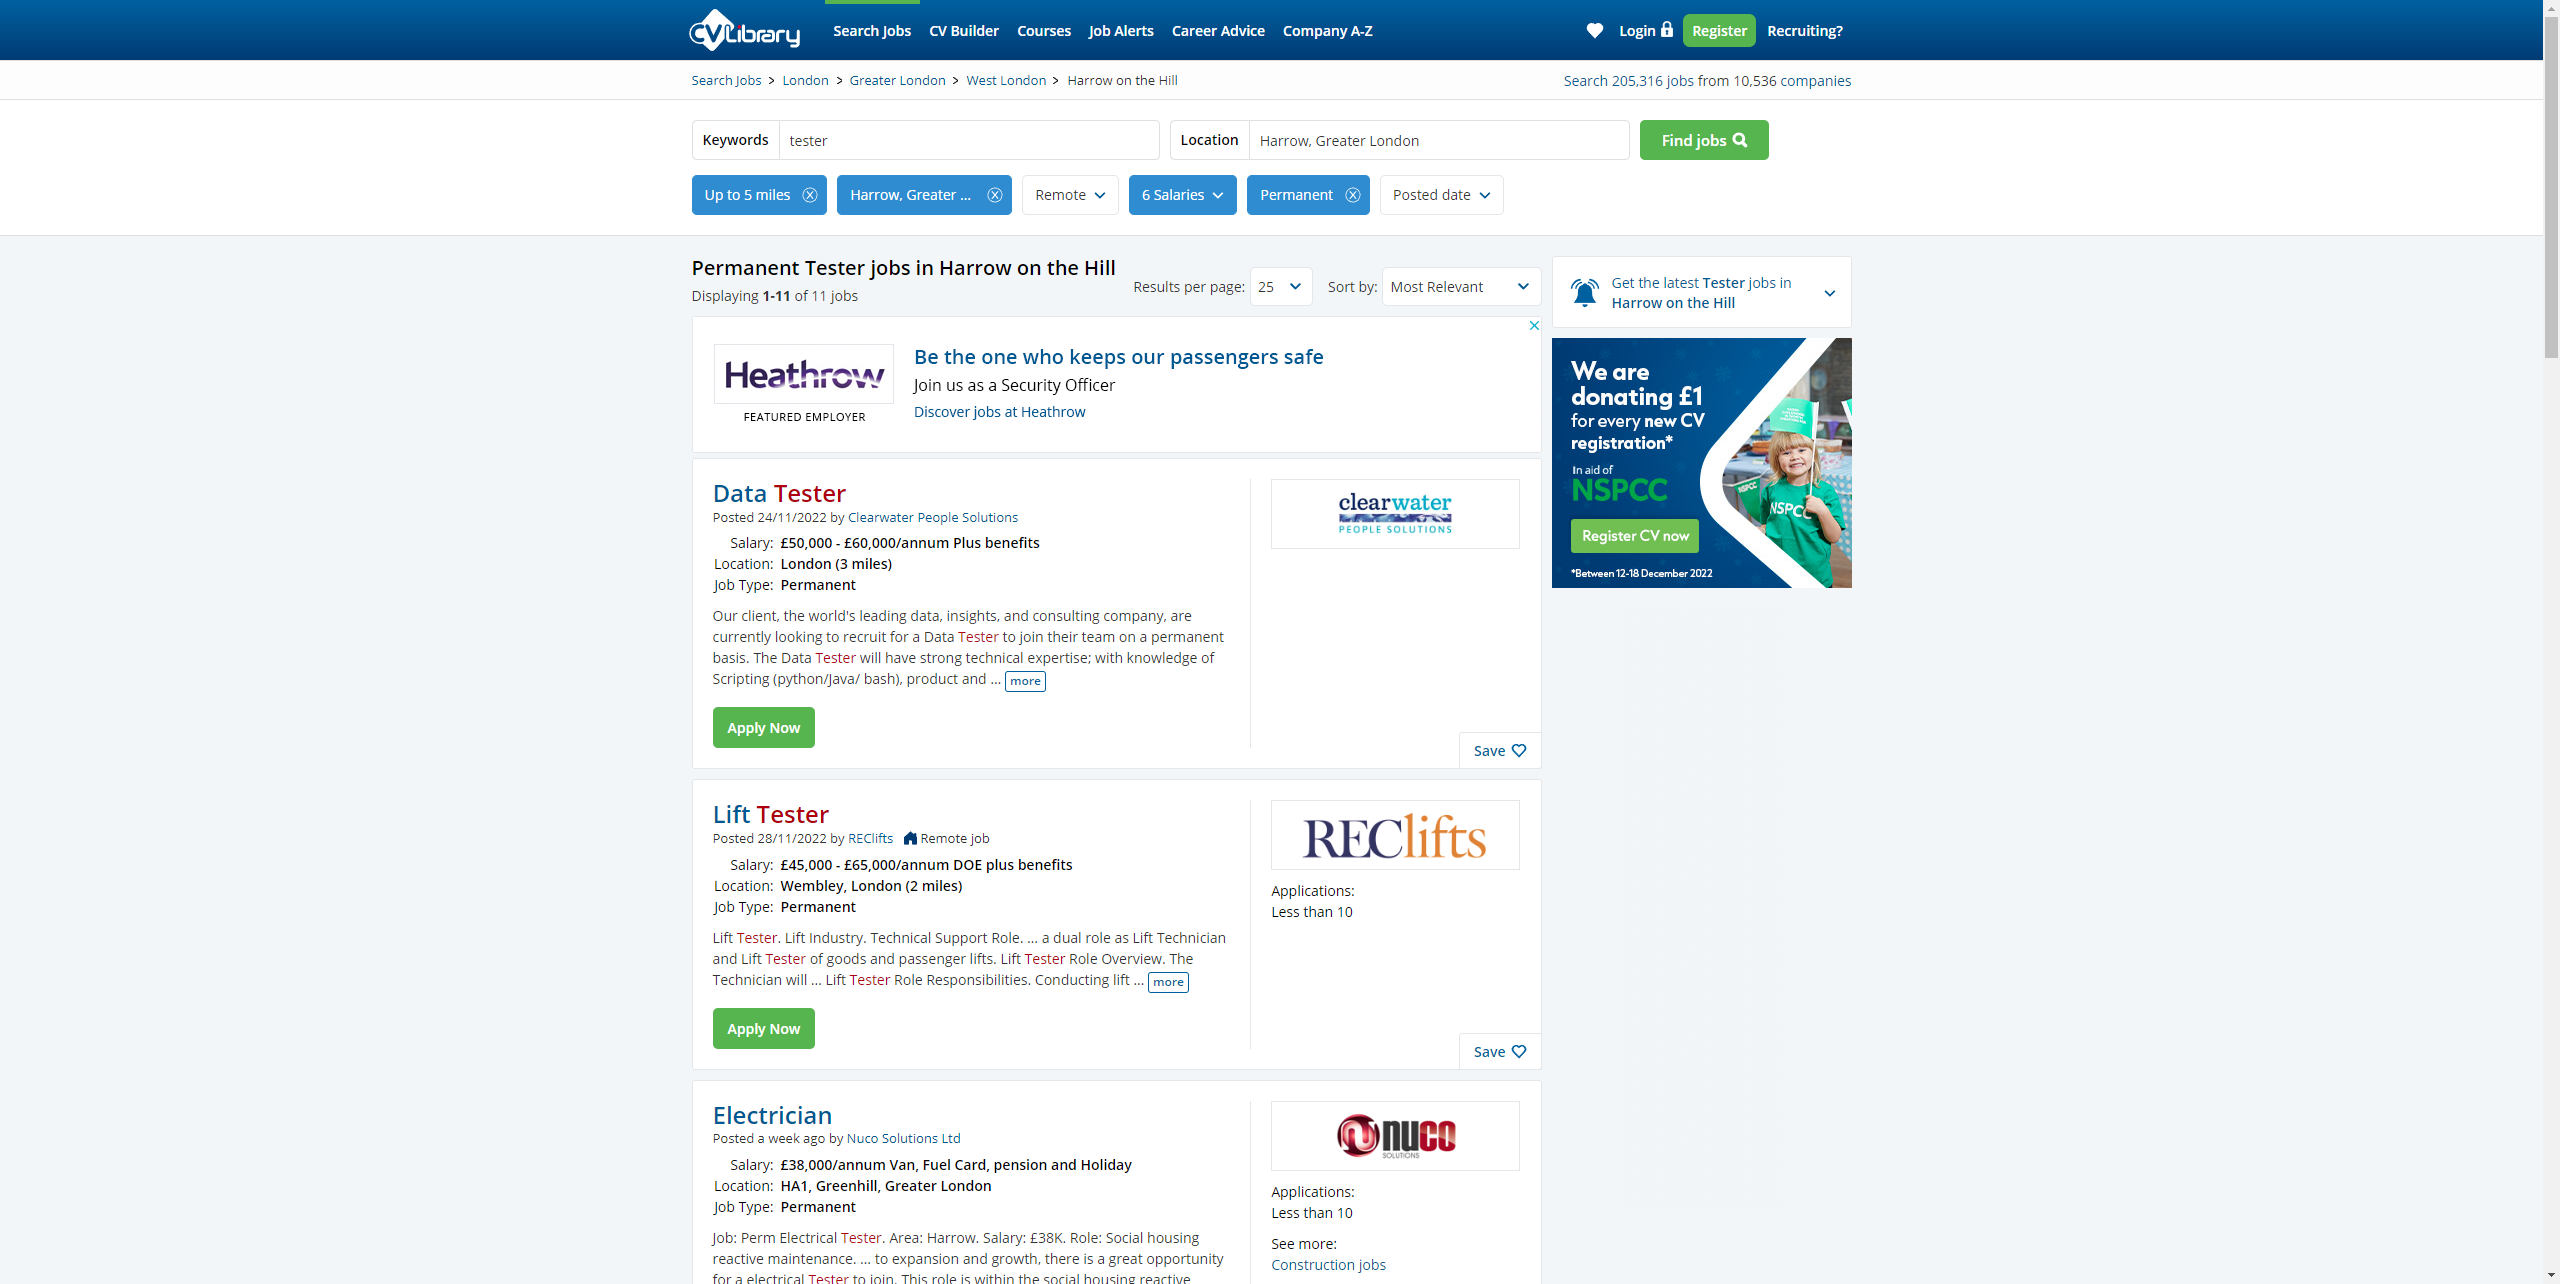 CV Library
Search Jobs CV Builder Courses Job Alerts Career Advice Company A-Z
Login Register Recruiting?
Search Jobs > London > Greater London > West London > Harrow on the Hill
Search 205,316 jobs from 10,536 companies
Keywords tester
Location Harrow, Greater London
Find jobs
Up to 5 miles Harrow, Greater ... Remote 6 Salaries Permanent Posted date
Permanent Tester jobs in Harrow on the Hill
Displaying 1-11 of 11 jobs
Results per page: 25 Sort by: Most Relevant
Get the latest Tester jobs in
Harrow on the Hill
Heathrow
FEATURED EMPLOYER
Be the one who keeps our passengers safe
Join us as a Security Officer
Discover jobs at Heathrow
We are
donating £1
for every new CV
registration*
In aid of
NSPCC
Register CV now
*Between 12-18 December 2022
NSPCC
NSPCC
Data Tester
Posted 24/11/2022 by Clearwater People Solutions
Salary: £50,000 - £60,000/annum Plus benefits
Location: London (3 miles)
Job Type: Permanent
Our client, the world's leading data, insights, and consulting company, are
currently looking to recruit for a Data Tester to join their team on a permanent
basis. The Data Tester will have strong technical expertise; with knowledge of
Scripting (python/Java/ bash), product and ... more
Apply Now
clearwater
PEOPLE SOLUTIONS
Save
Lift Tester
Posted 28/11/2022 by REClifts Remote job
Salary: £45,000 - £65,000/annum DOE plus benefits
Location: Wembley, London (2 miles)
Job Type: Permanent
Lift Tester. Lift Industry. Technical Support Role. ... a dual role as Lift Technician
and Lift Tester of goods and passenger lifts. Lift Tester Role Overview. The
Technician will ... Lift Tester Role Responsibilities. Conducting lift ... more
Apply Now
REClifts
Applications:
Less than 10
Save
Electrician
Posted a week ago by Nuco Solutions Ltd
Salary: £38,000/annum Van, Fuel Card, pension and Holiday
Location: HA1, Greenhill, Greater London
Job Type: Permanent
Job: Perm Electrical Tester. Area: Harrow. Salary: £38K. Role: Social housing
reactive maintenance. ... to expansion and growth, there is a great opportunity
for a electrical Tester to join. This role is within the social housing reactive
nuco
SOLUTIONS
Applications:
Less than 10
See more:
Construction jobs